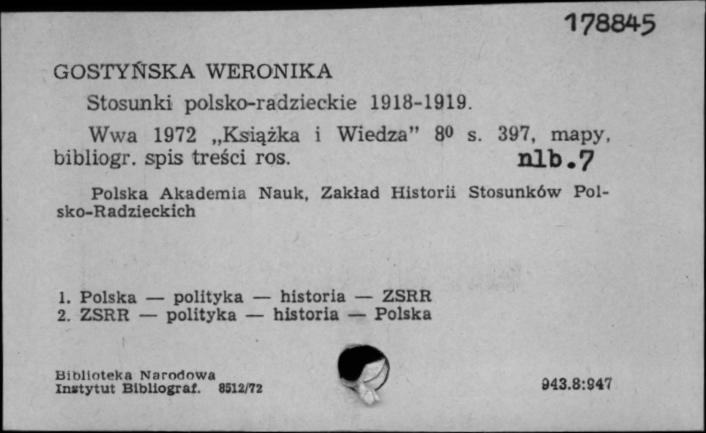 178845
GOSTYŃSKA WERONIKA
Stosunki polsko-radzieckie 1918-1919.
Wwa 1972 „Książka i Wiedza” 8⁰ s. 397, mapy,
bibliogr. spis treści ros. nlb.7
Polska Akademia Nauk, Zakład Historii Stosunków Pol-
sko-Radzieckich
1. Polska — polityka — historia — ZSRR
2. ZSRR — polityka — historia — Polska
Biblioteka Narodowa
Instytut Bibliograf. 8512/72
943.8:947